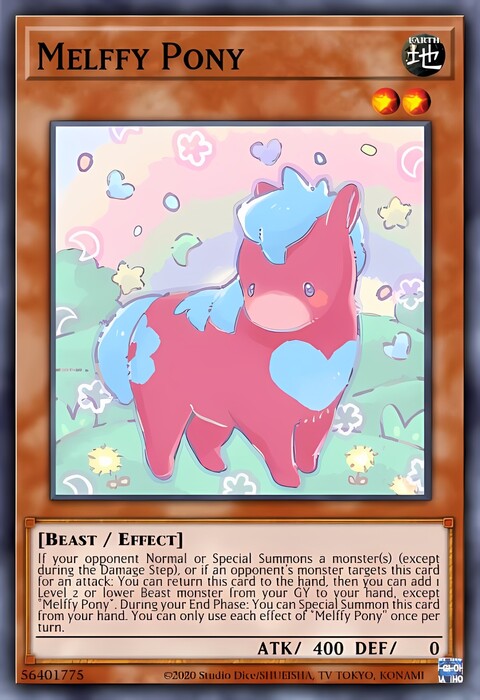 MELFFY PONY
EARTH
地
[BEAST / EFFECT]
If your opponent Normal or Special Summons a monster(s) (except
during the Damage Step), or if an opponent's monster targets this card
for an attack: You can return this card to the hand, then you can add 1
Level 2 or lower Beast monster from your GY to your hand, except
"Melffy Pony". During your End Phase: You can Special Summon this card
from your hand. You can only use each effect of "Melffy Pony" once per
turn.
ATK/ 400 DEF/ 0
56401775
©2020 Studio Dice/SHUEISHA, TV TOKYO, KONAMI